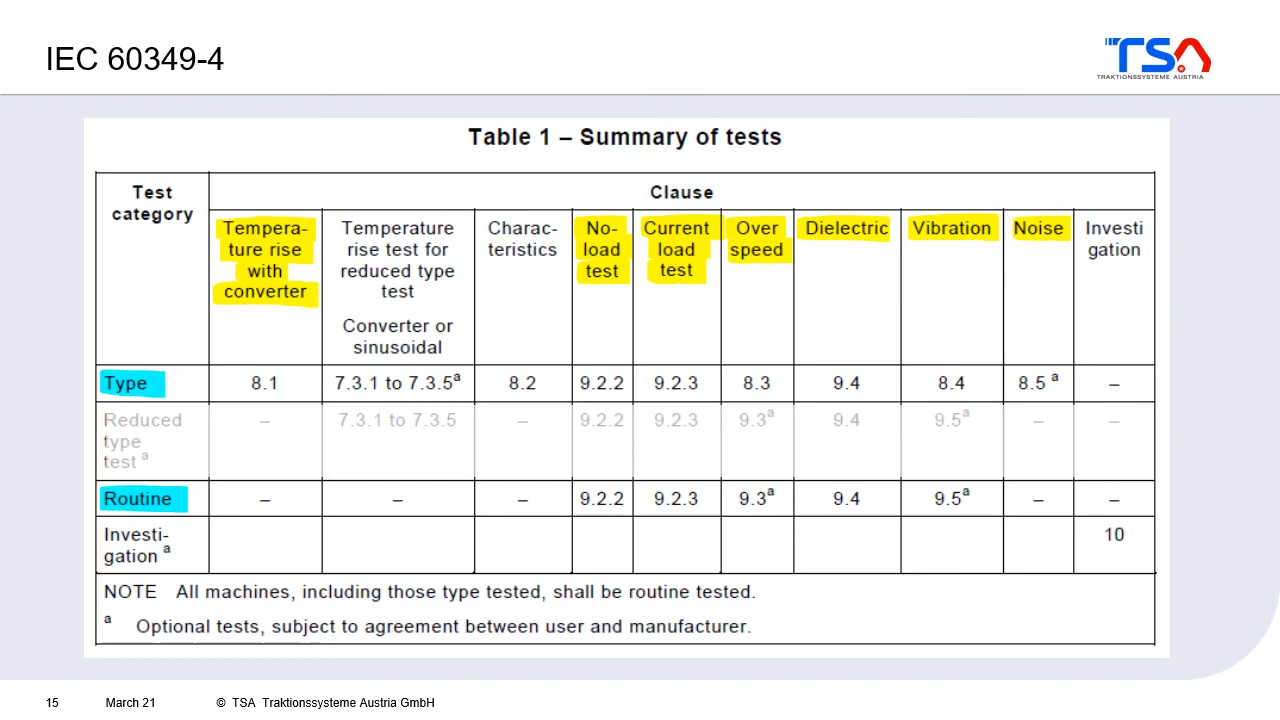 IEC 60349-4
TSA
TRAKTIONSSYSTEME AUSTRIA
Table 1 – Summary of tests
Test
category
Clause
Tempera-
ture rise
with
converter
Temperature
rise test for
reduced type
test
Converter or
sinusoidal
Charac-
teristics
No-
load
test
Current
load
test
Over
speed
Dielectric
Vibration
Noise
Investi
gation
Type 8.1 7.3.1 to 7.3.5a 8.2 9.2.2 9.2.3 8.3 9.4 8.4 8.5 a –
Reduced – 7.3.1 to 7.3.5 – 9.2.2 9.2.3 9.3a 9.4 9.5a – –
type
test a
Routine – – – 9.2.2 9.2.3 9.3a 9.4 9.5a – –
Investi- 10
gation a
NOTE All machines, including those type tested, shall be routine tested.
a Optional tests, subject to agreement between user and manufacturer.
15 March 21 © TSA Traktionssysteme Austria GmbH